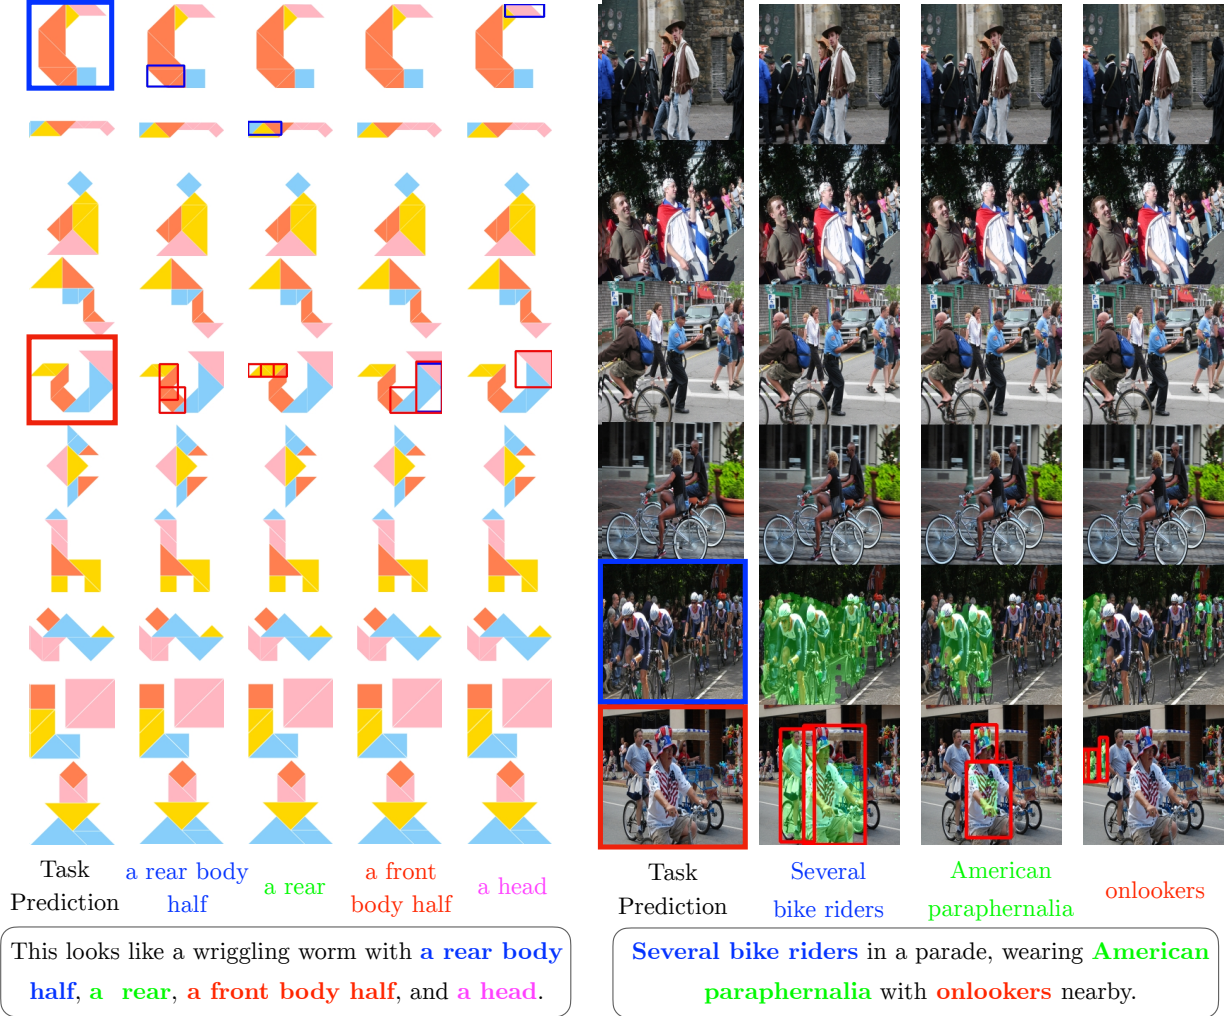 Task Prediction
a rear body half
a rear
a front body half
a head
This looks like a wriggling worm with a rear body
half, a rear, a front body half, and a head.
Task Prediction
Several bike riders
American paraphernalia
onlookers
Several bike riders in a parade, wearing American
paraphernalia with onlookers nearby.